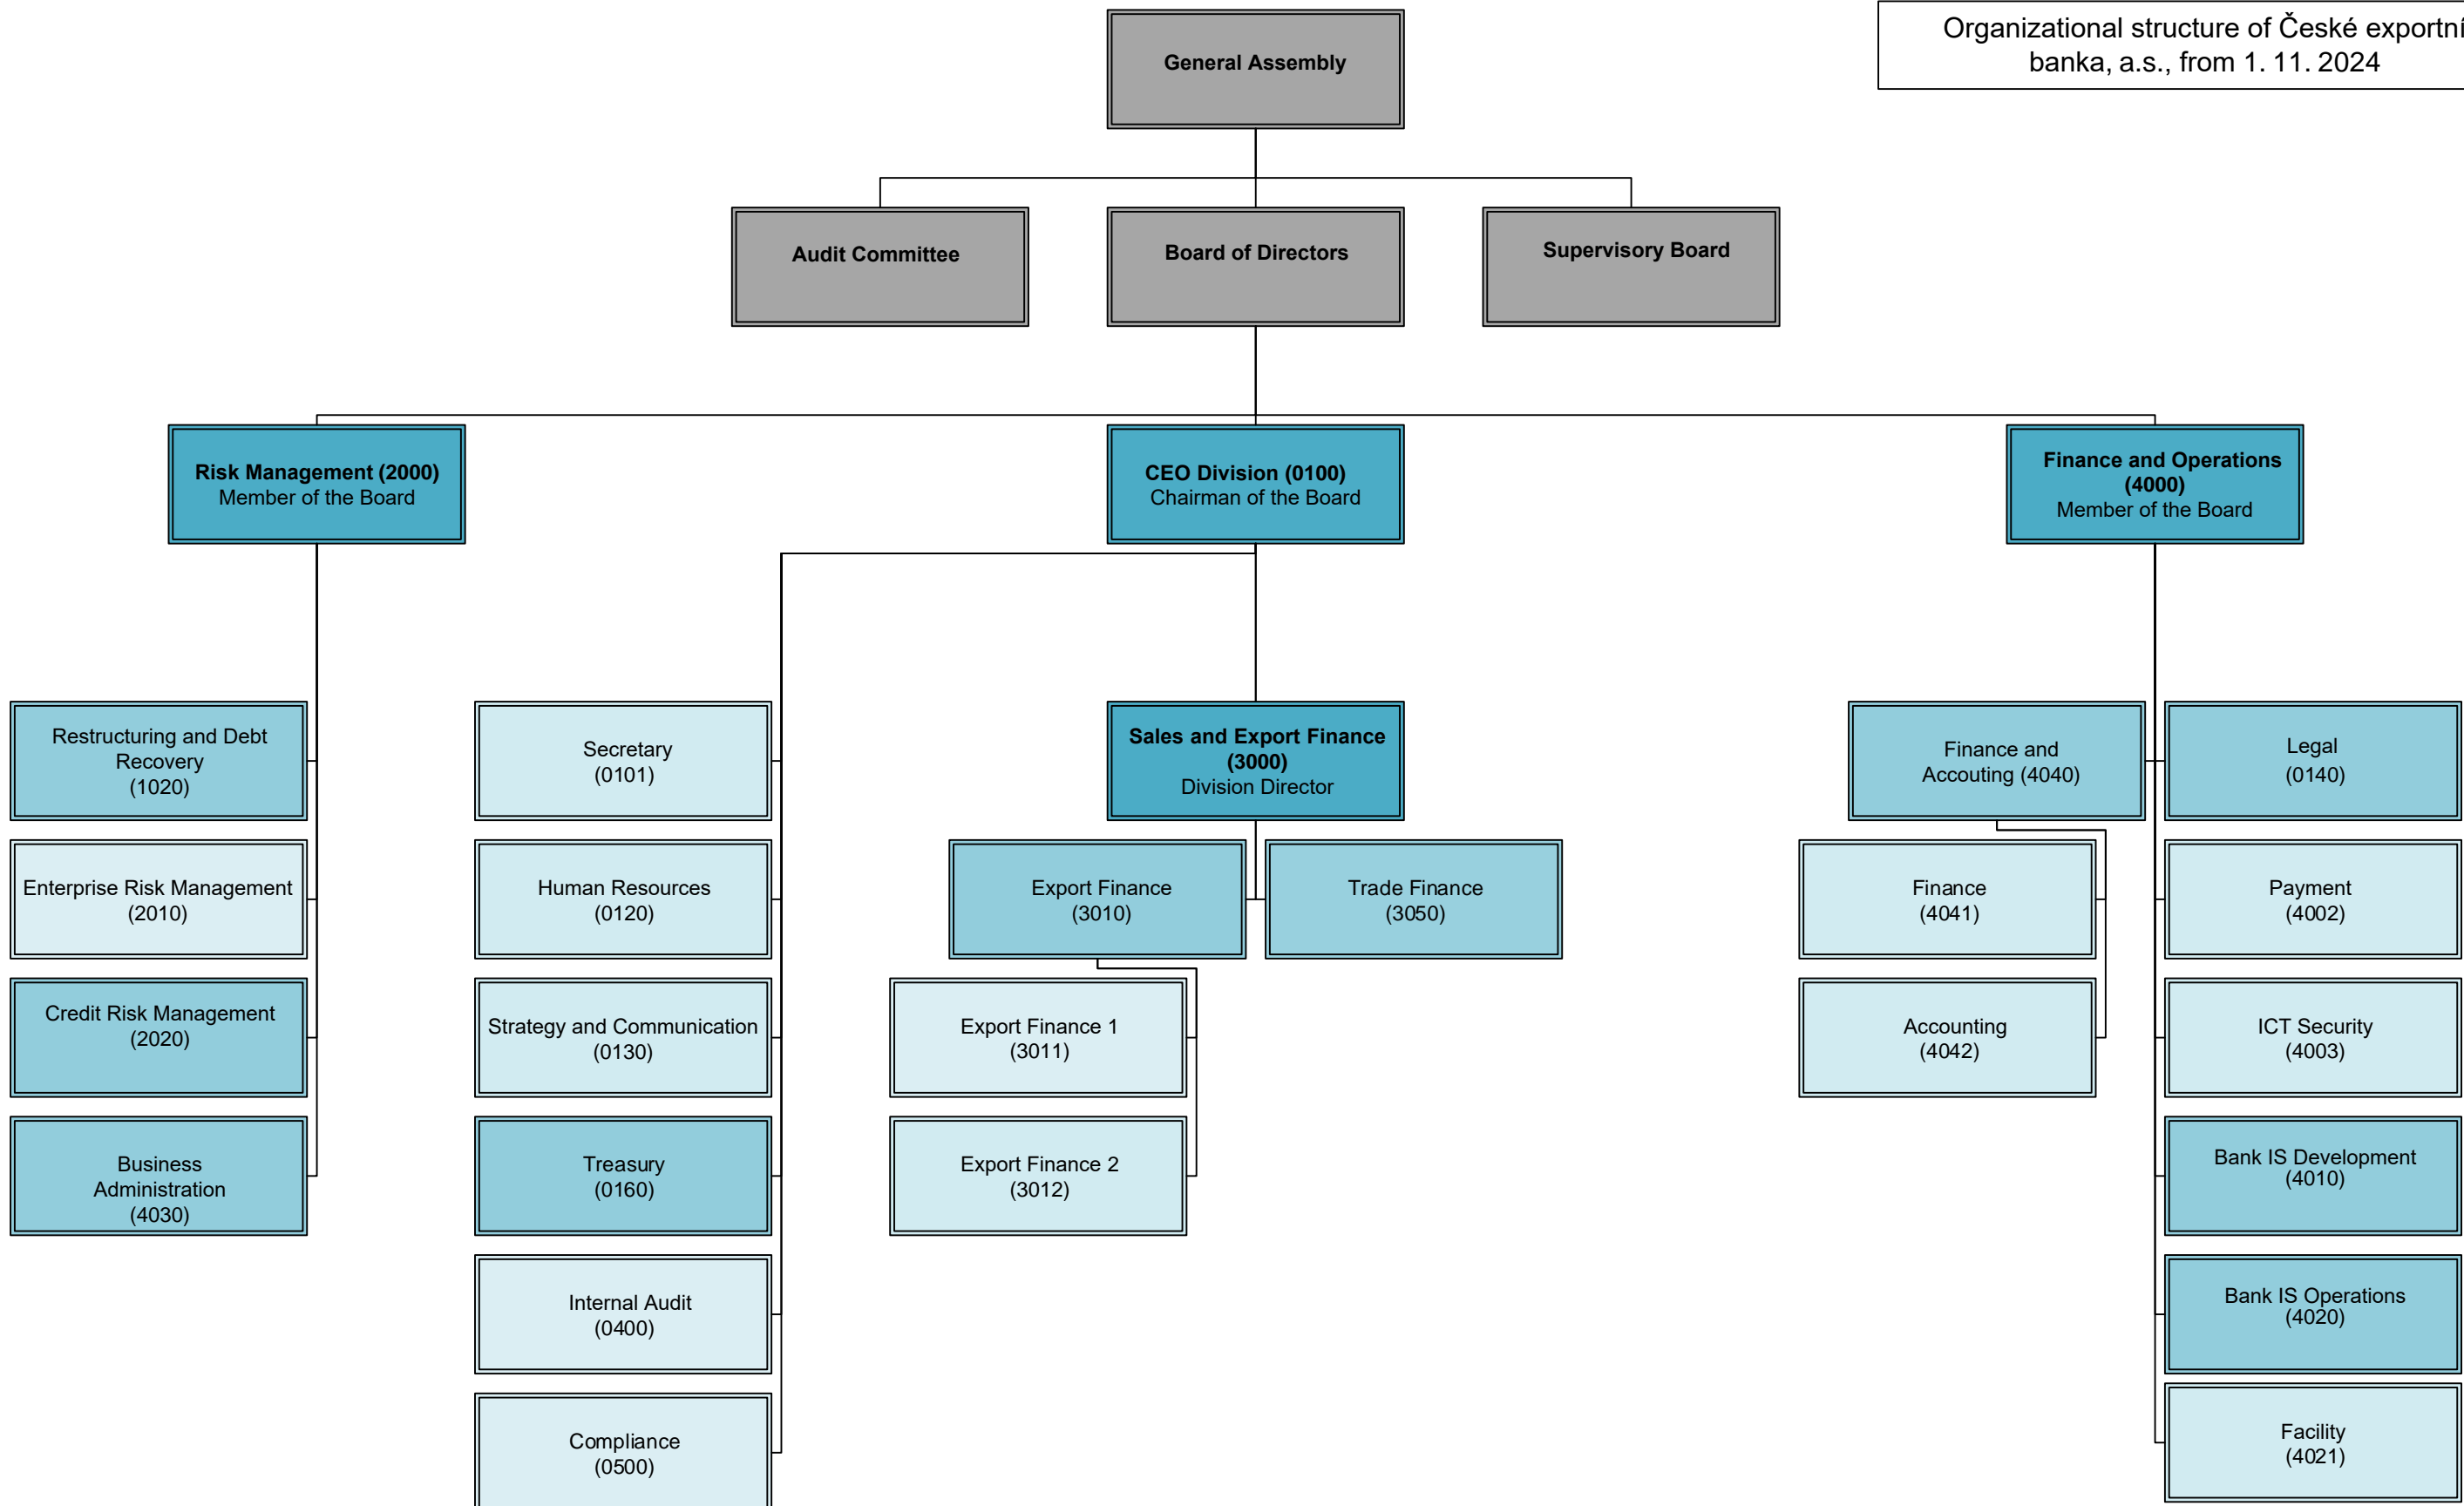 Organizational structure of České exportní
banka, a.s., from 1. 11. 2024
General Assembly
Audit Committee
Board of Directors
Supervisory Board
Risk Management (2000)
Member of the Board
CEO Division (0100)
Chairman of the Board
Finance and Operations
(4000)
Member of the Board
Restructuring and Debt
Recovery
(1020)
Enterprise Risk Management
(2010)
Credit Risk Management
(2020)
Business
Administration
(4030)
Secretary
(0101)
Human Resources
(0120)
Strategy and Communication
(0130)
Treasury
(0160)
Internal Audit
(0400)
Compliance
(0500)
Sales and Export Finance
(3000)
Division Director
Export Finance
(3010)
Trade Finance
(3050)
Export Finance 1
(3011)
Export Finance 2
(3012)
Finance and
Accouting (4040)
Finance
(4041)
Accounting
(4042)
Legal
(0140)
Payment
(4002)
ICT Security
(4003)
Bank IS Development
(4010)
Bank IS Operations
(4020)
Facility
(4021)